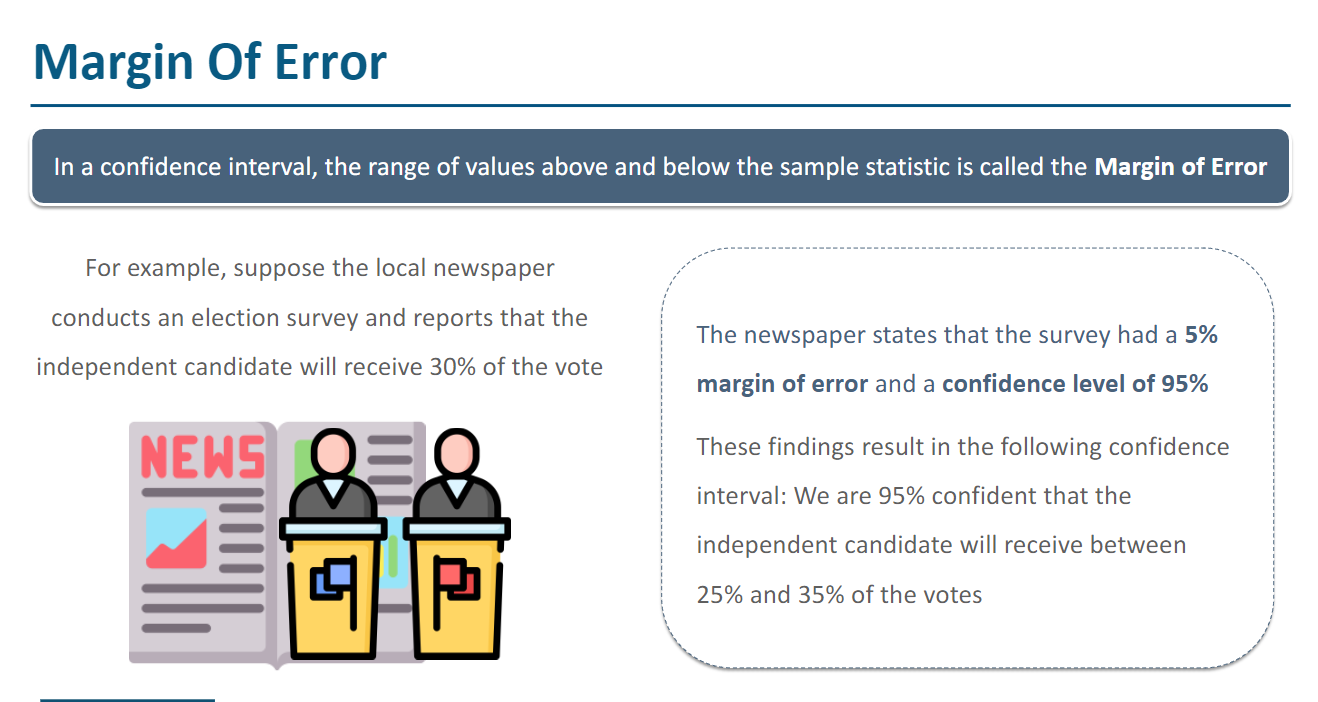 Margin Of Error
In a confidence interval, the range of values above and below the sample statistic is called the Margin of Error
For example, suppose the local newspaper
conducts an election survey and reports that the
independent candidate will receive 30% of the vote
NEWS
The newspaper states that the survey had a 5%
margin of error and a confidence level of 95%
These findings result in the following confidence
interval: We are 95% confident that the
independent candidate will receive between
25% and 35% of the votes